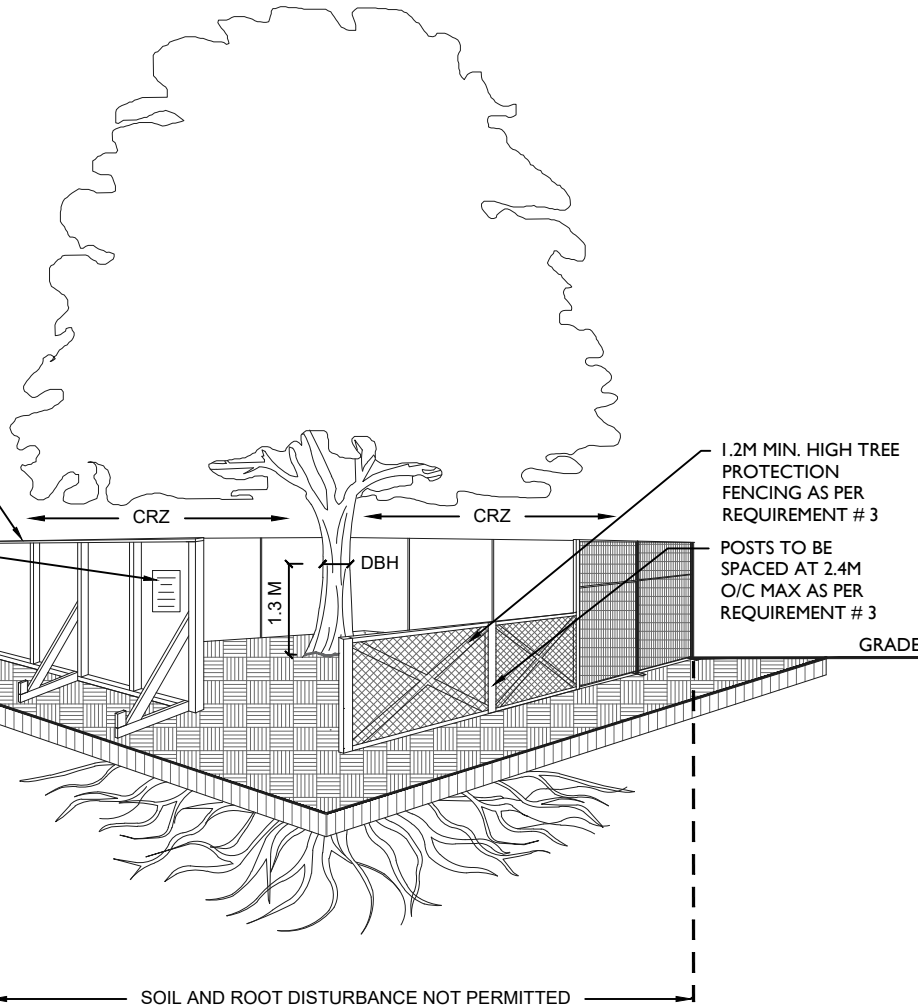 1.2M MIN. HIGH TREE
PROTECTION
FENCING AS PER
REQUIREMENT # 3
CRZ
CRZ
POSTS TO BE
SPACED AT 2.4M
O/C MAX AS PER
REQUIREMENT # 3
DBH
1.3 M
GRADE
SOIL AND ROOT DISTURBANCE NOT PERMITTED